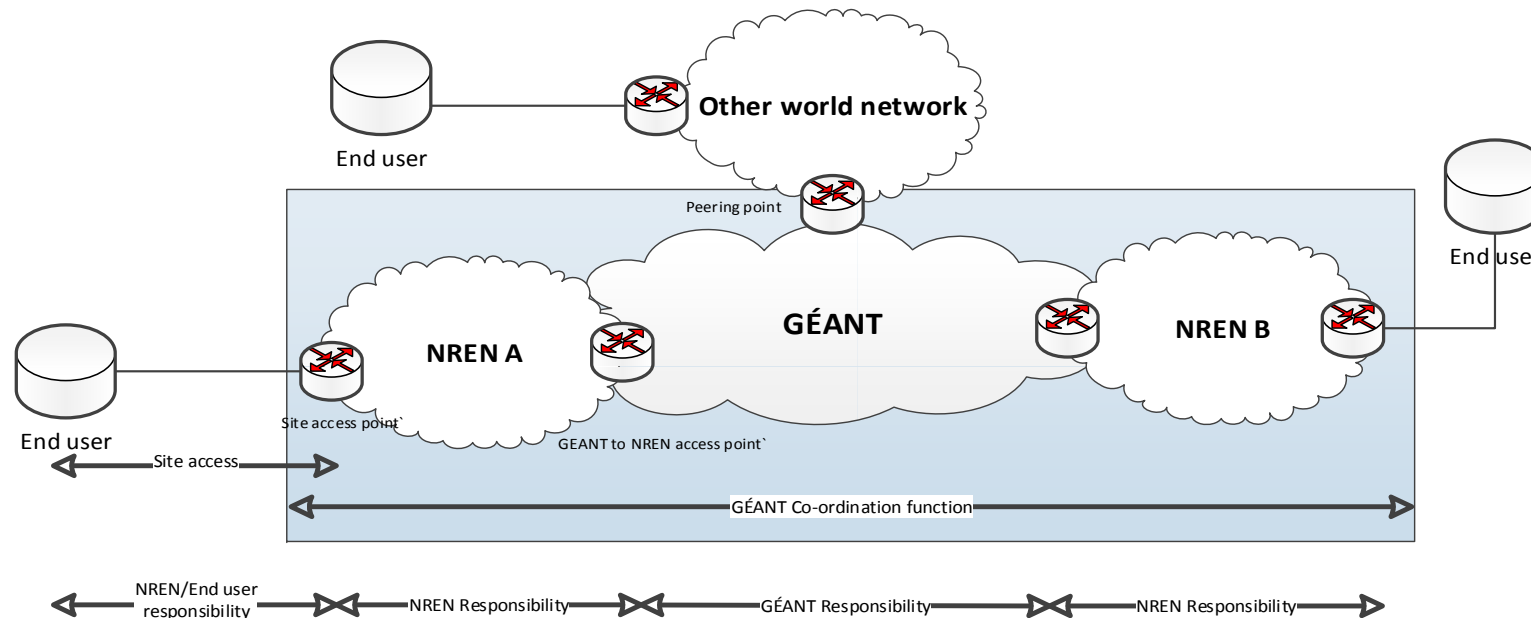 Other world network
End user
Peering point
End use
GÉANT
NREN B
NREN A
Site access point`
End user
GEANT to NREN access point`
Site access
GÉANT Co-ordination function
NREN/End user
responsibility
NREN Responsibility
GÉANT Responsibility
NREN Responsibility